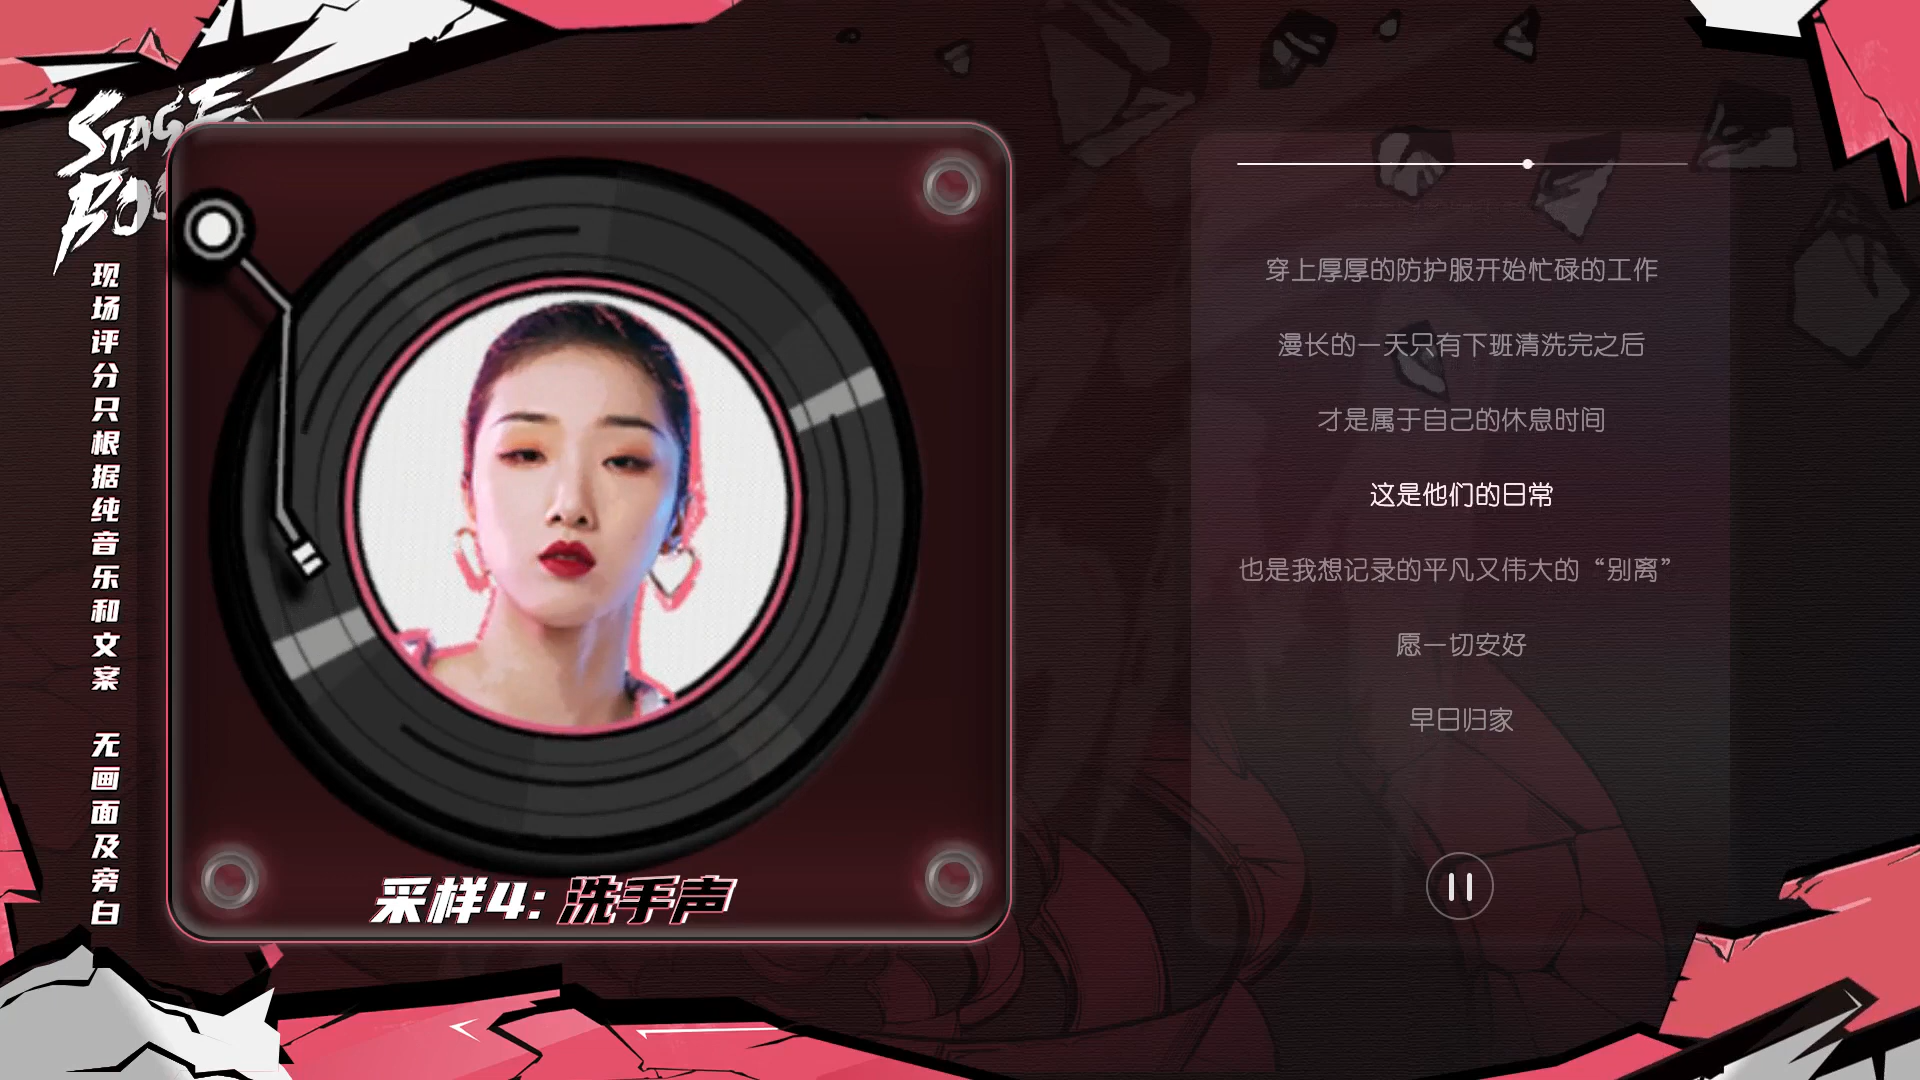 STAGE
BOO
现场评分只根据纯音乐和文案 无画面及旁白
采样4: 洗手声
穿上厚厚的防护服开始忙碌的工作
漫长的一天只有下班清洗完之后
才是属于自己的休息时间
这是他们的日常
也是我想记录的平凡又伟大的“别离”
愿一切安好
早日归家